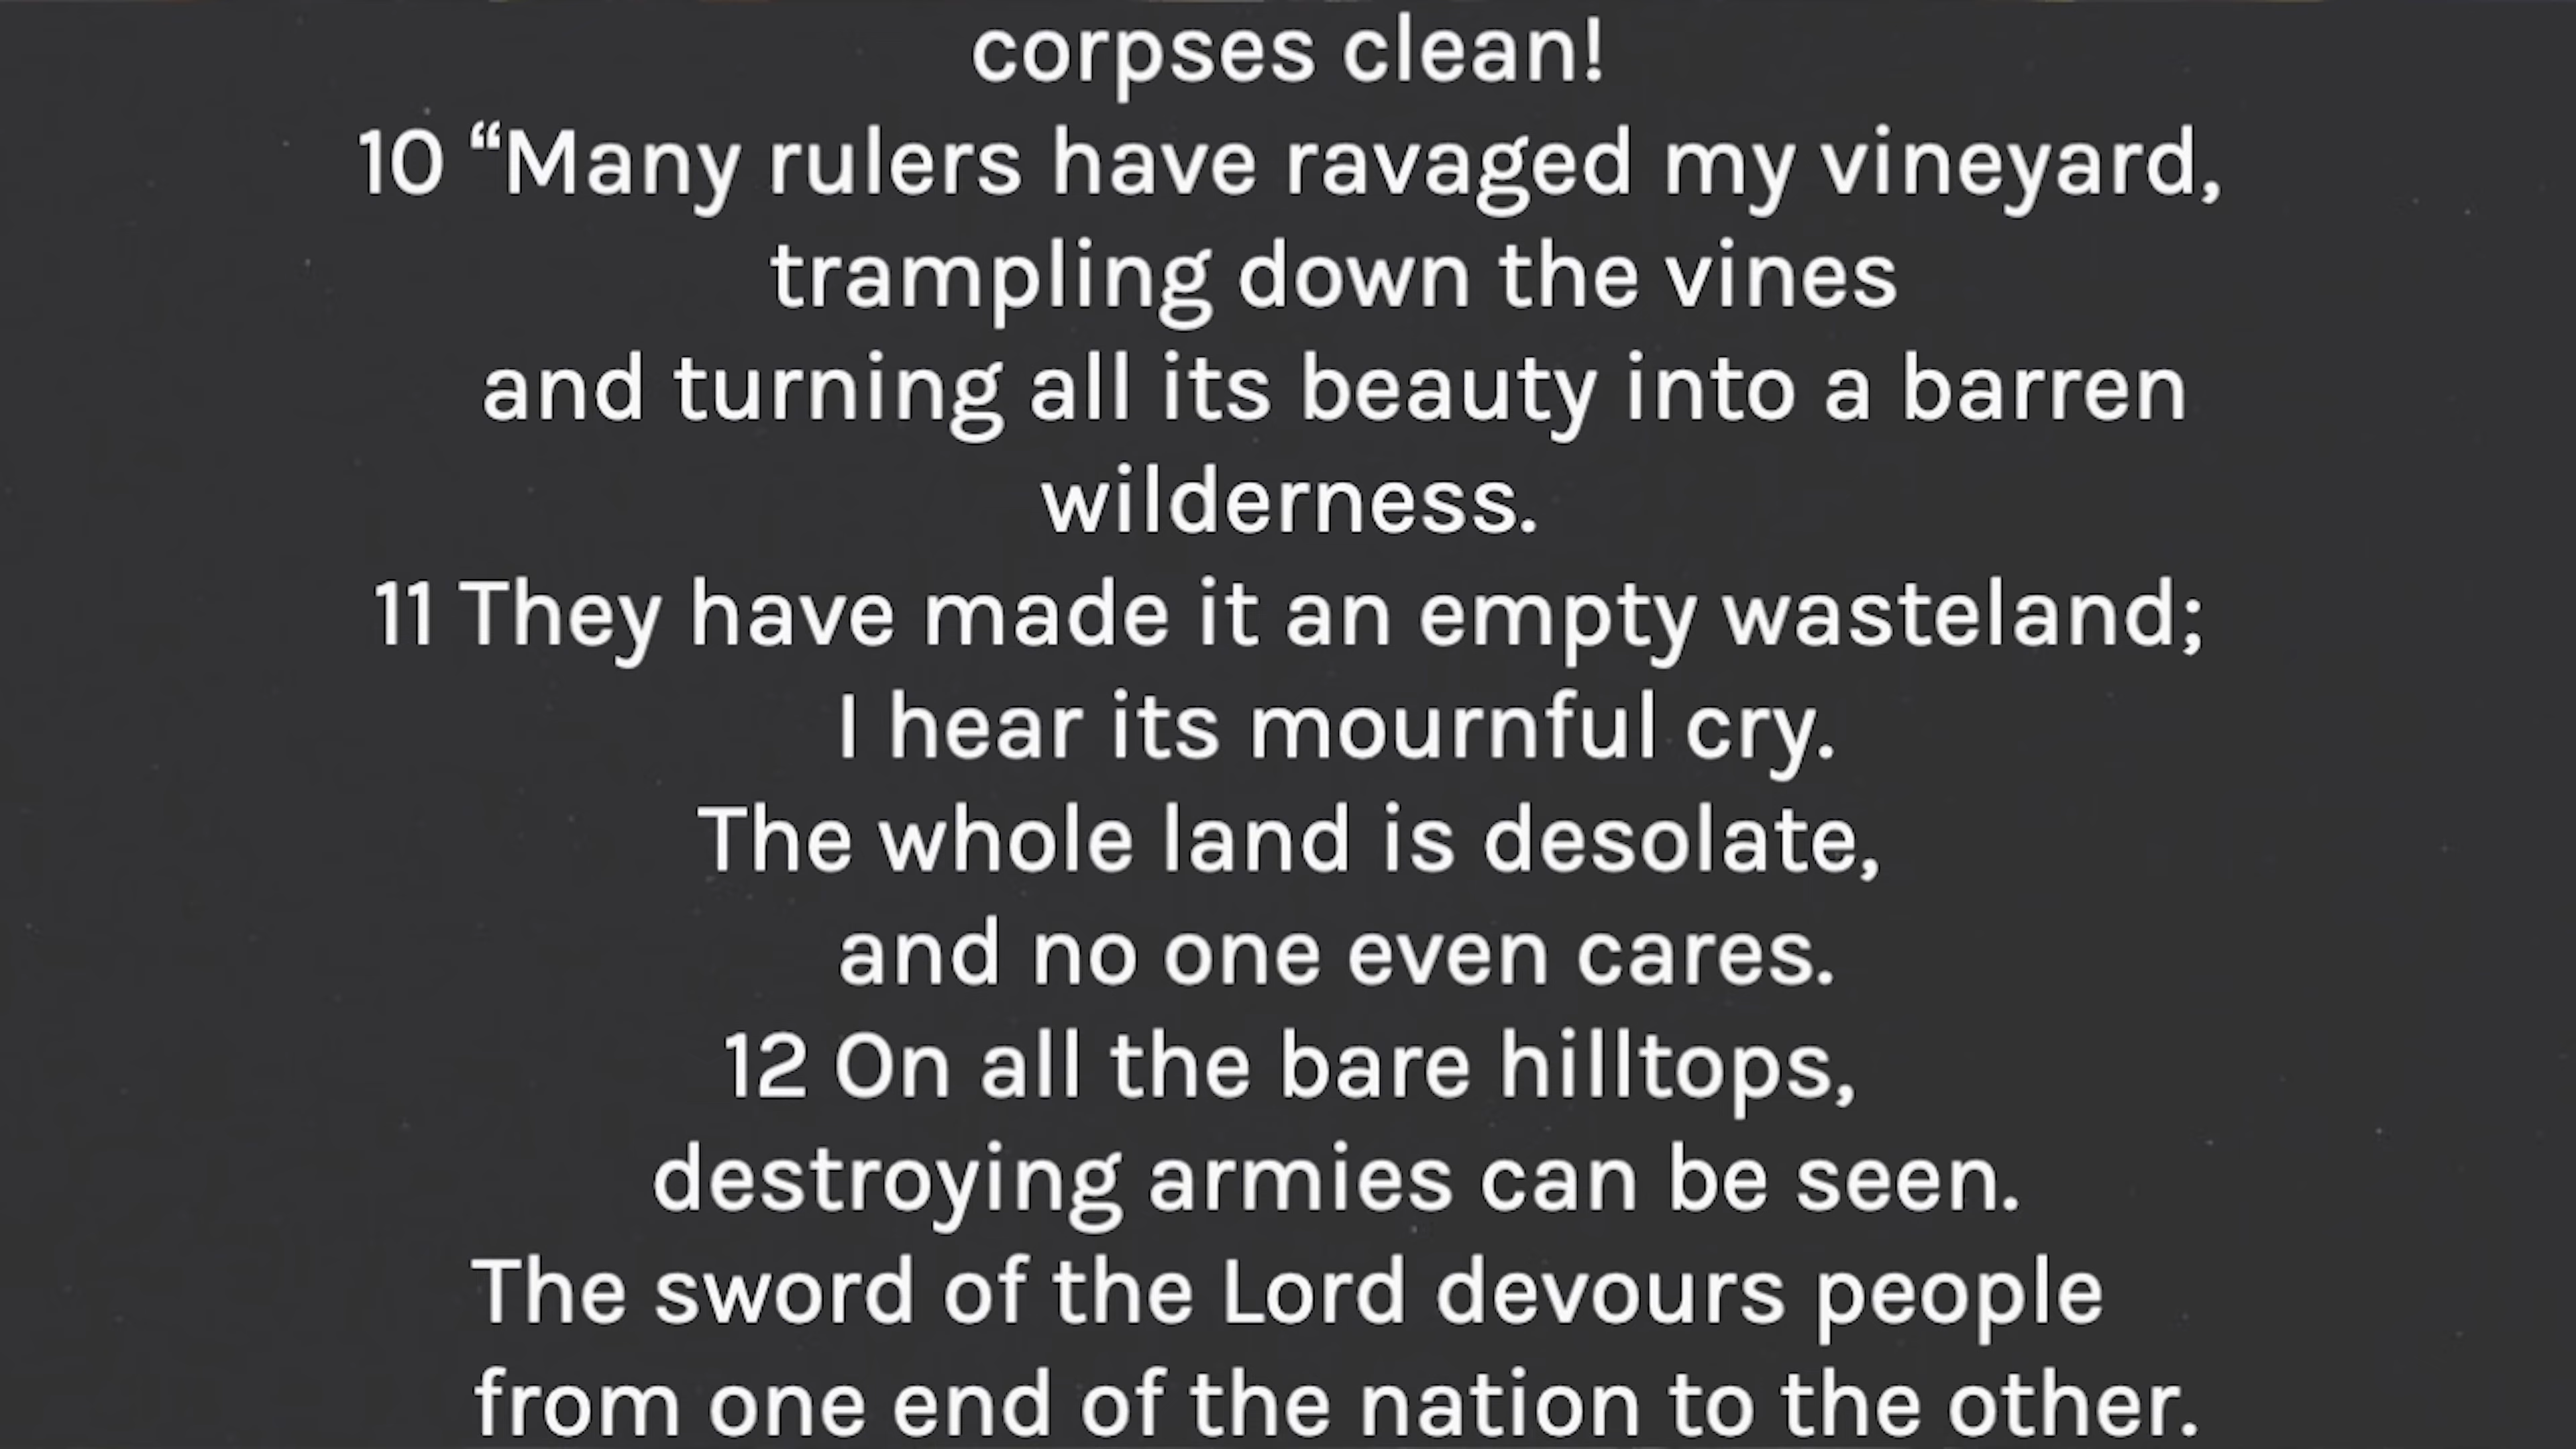 corpses clean!
10 “Many rulers have ravaged my vineyard,
trampling down the vines
and turning all its beauty into a barren
wilderness.
11 They have made it an empty wasteland;
I hear its mournful cry.
The whole land is desolate,
and no one even cares.
12 On all the bare hilltops,
destroying armies can be seen.
The sword of the Lord devours people
from one end of the nation to the other.